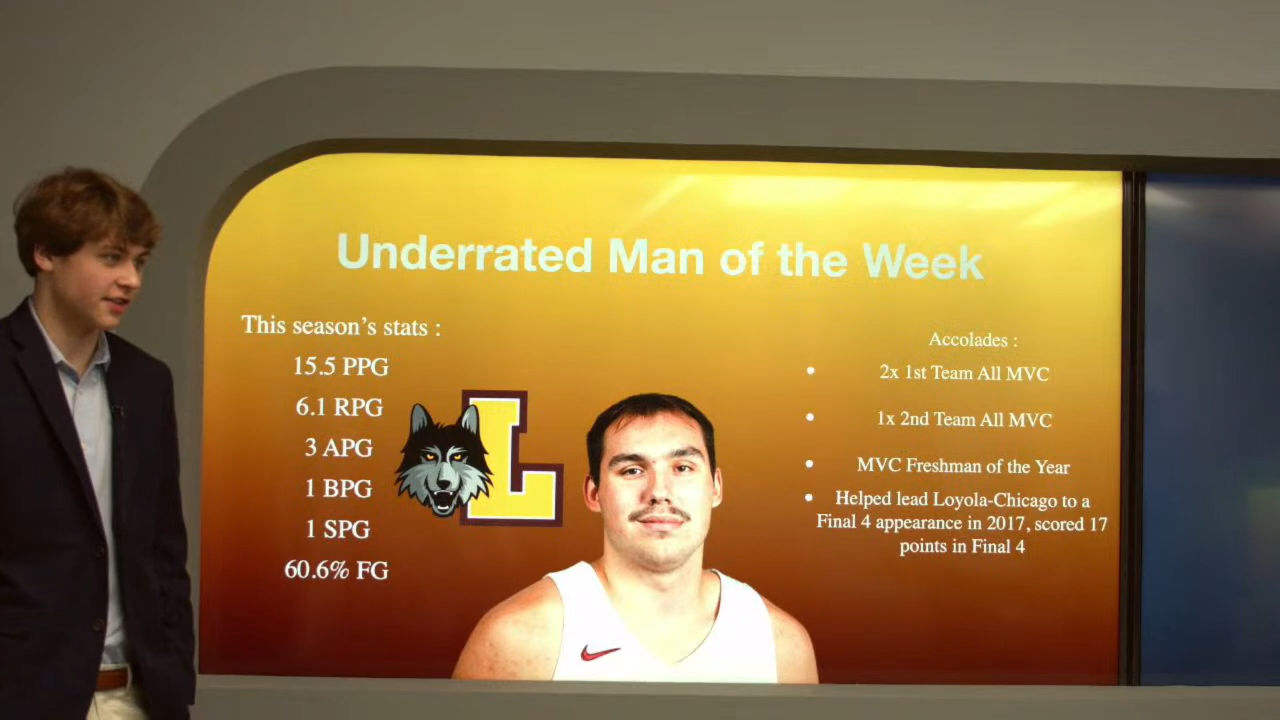 Underrated Man of the Week
This season's stats :
15.5 PPG
6.1 RPG
3 APG
1 BPG
1 SPG
60.6% FG
L
Accolades :
• 2x 1st Team All MVC
• 1x 2nd Team All MVC
• MVC Freshman of the Year
• Helped lead Loyola-Chicago to a
Final 4 appearance in 2017, scored 17
points in Final 4